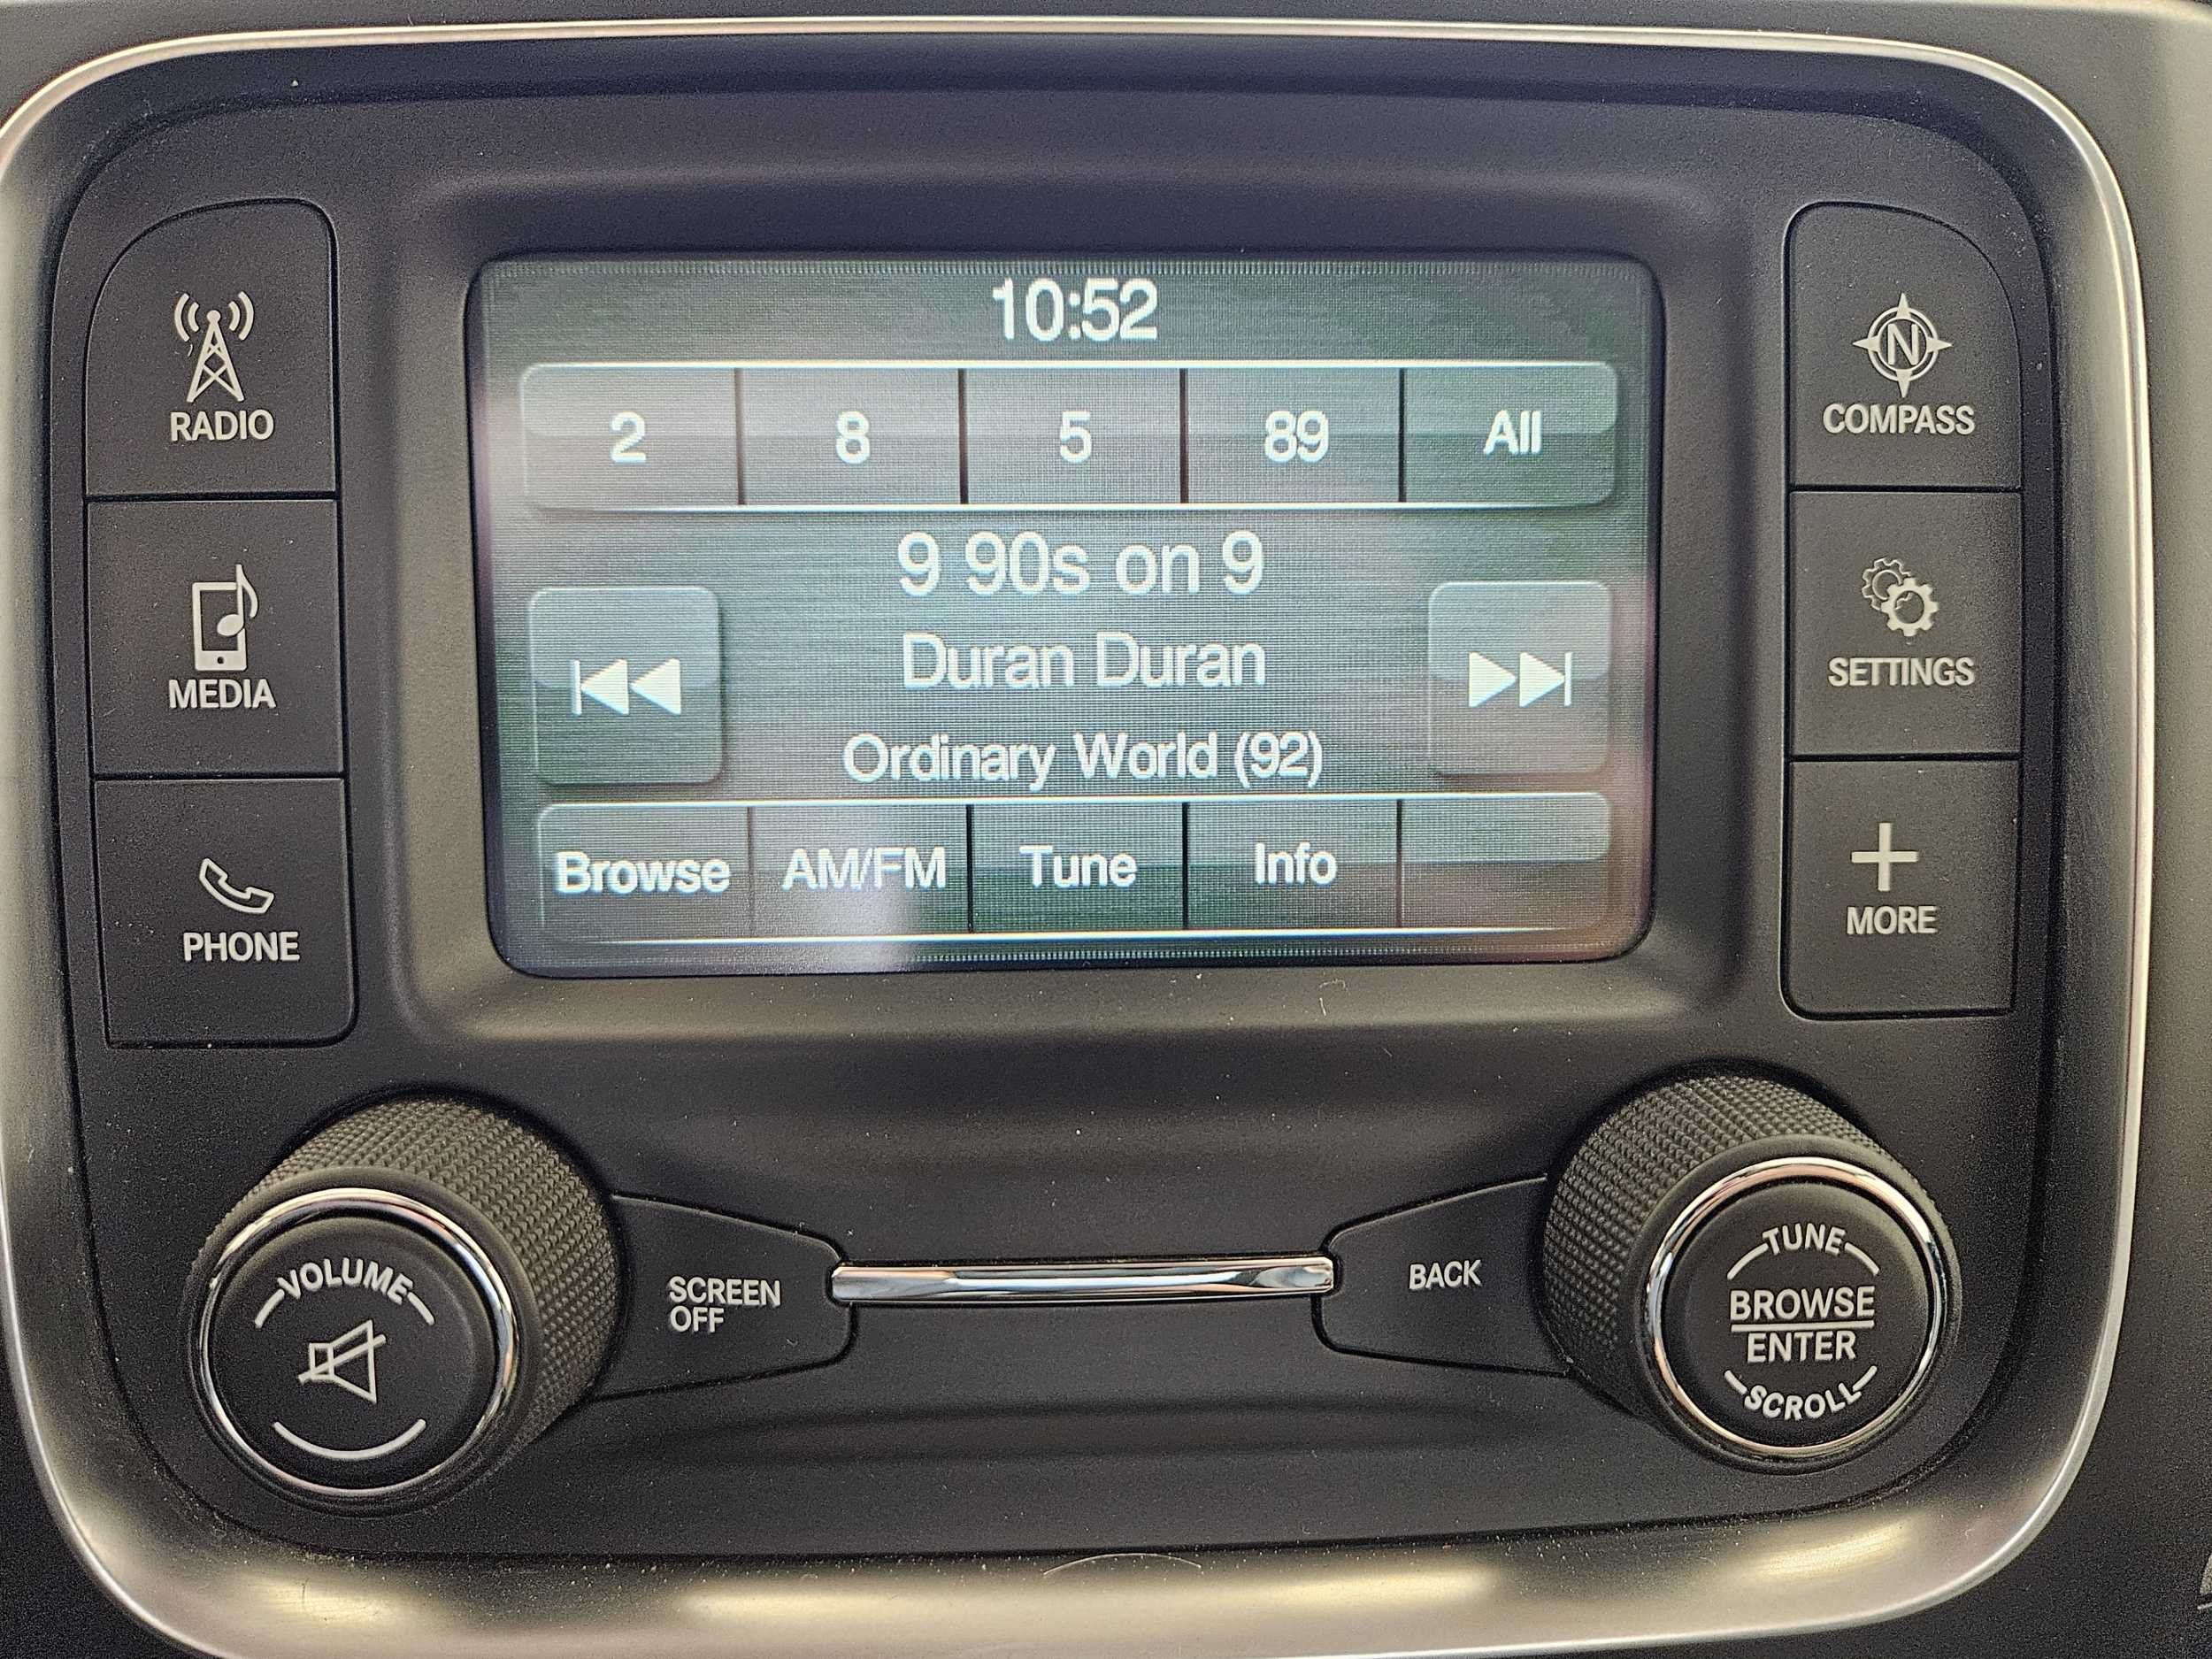 10:52
2 8 5 89 All
9 90s on 9
Duran Duran
Ordinary World (92)
Browse AM/FM Tune Info
RADIO
MEDIA
PHONE
N
COMPASS
SETTINGS
MORE
VOLUME
SCREEN
OFF
BACK
TUNE
BROWSE
ENTER
SCROLL